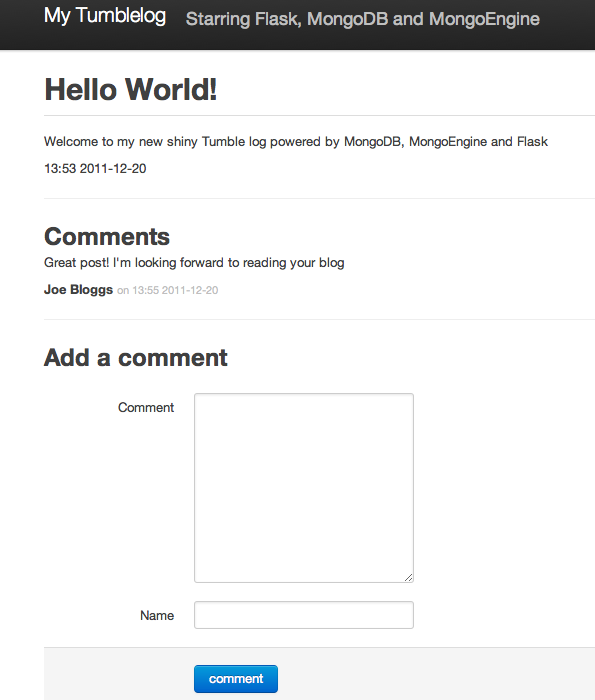 My Tumblelog Starring Flask, MongoDB and MongoEngine
Hello World!
Welcome to my new shiny Tumble log powered by MongoDB, MongoEngine and Flask
13:53 2011-12-20
Comments
Great post! I'm looking forward to reading your blog
Joe Bloggs on 13:55 2011-12-20
Add a comment
Comment
Name
comment